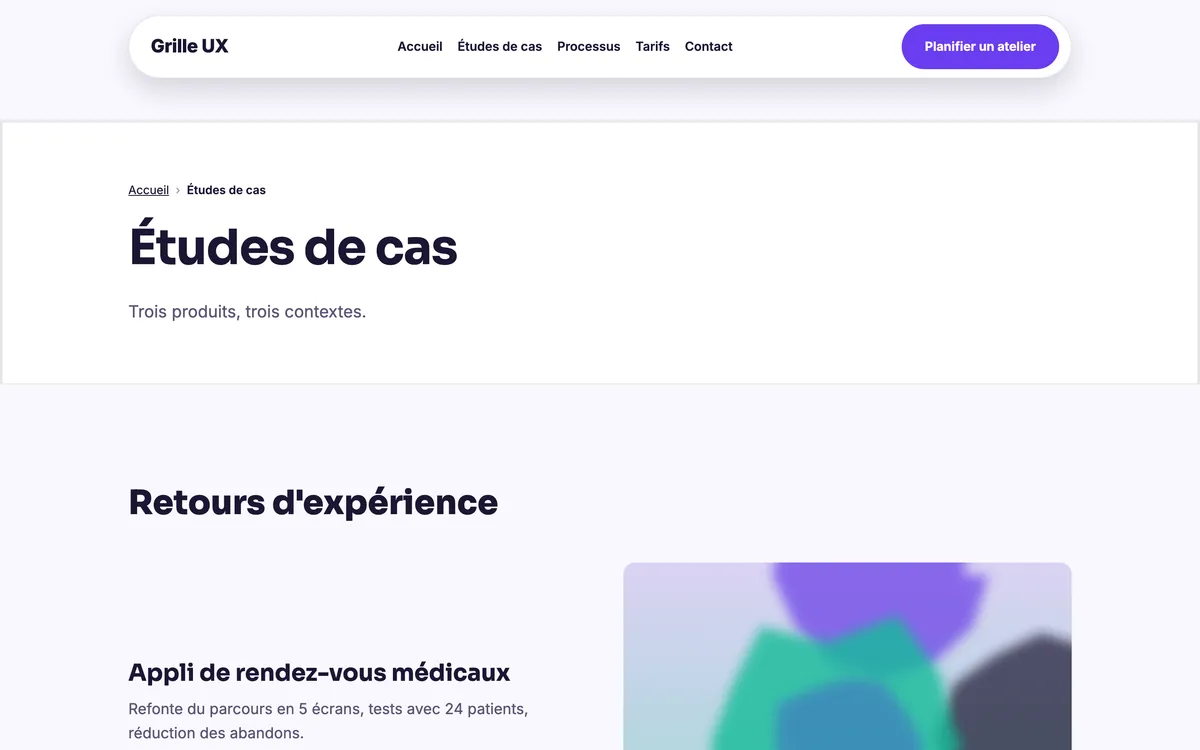 Grille UX
Accueil Études de cas Processus Tarifs Contact
Planifier un atelier
Accueil › Études de cas
Études de cas
Trois produits, trois contextes.
Retours d'expérience
Appli de rendez-vous médicaux
Refonte du parcours en 5 écrans, tests avec 24 patients,
réduction des abandons.